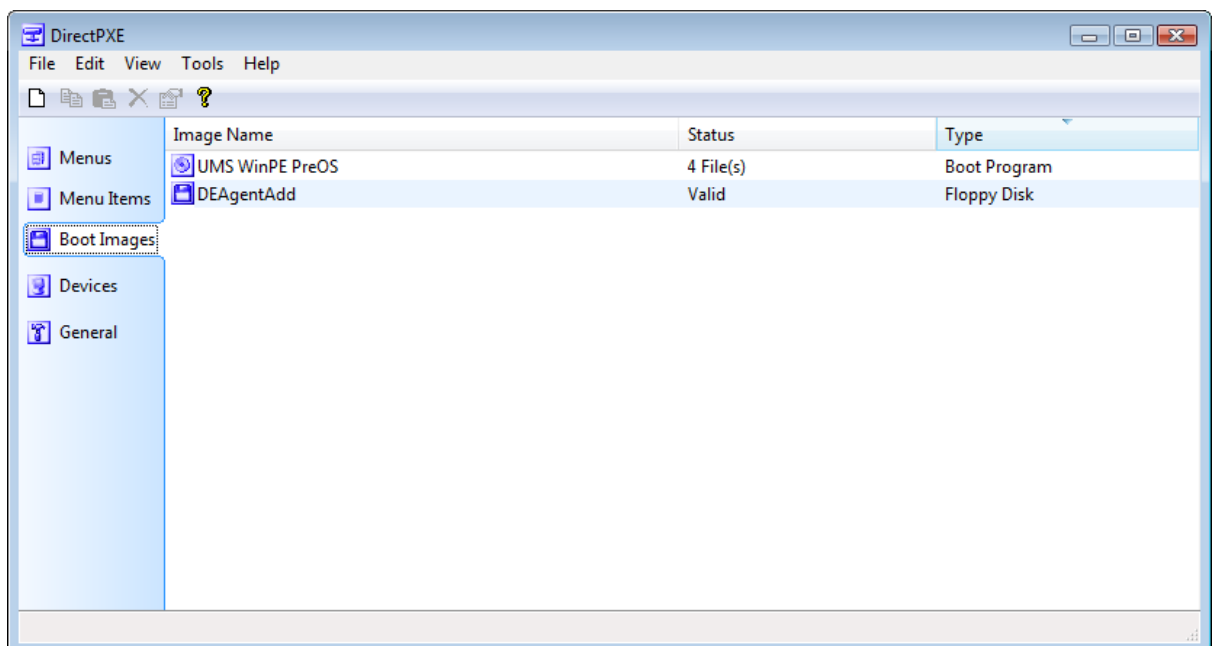 DirectPXE
File Edit View Tools Help
Image Name Status Type
Menus
UMS WinPE PreOS 4 File(s) Boot Program
Menu Items
DEAgentAdd Valid Floppy Disk
Boot Images
Devices
General